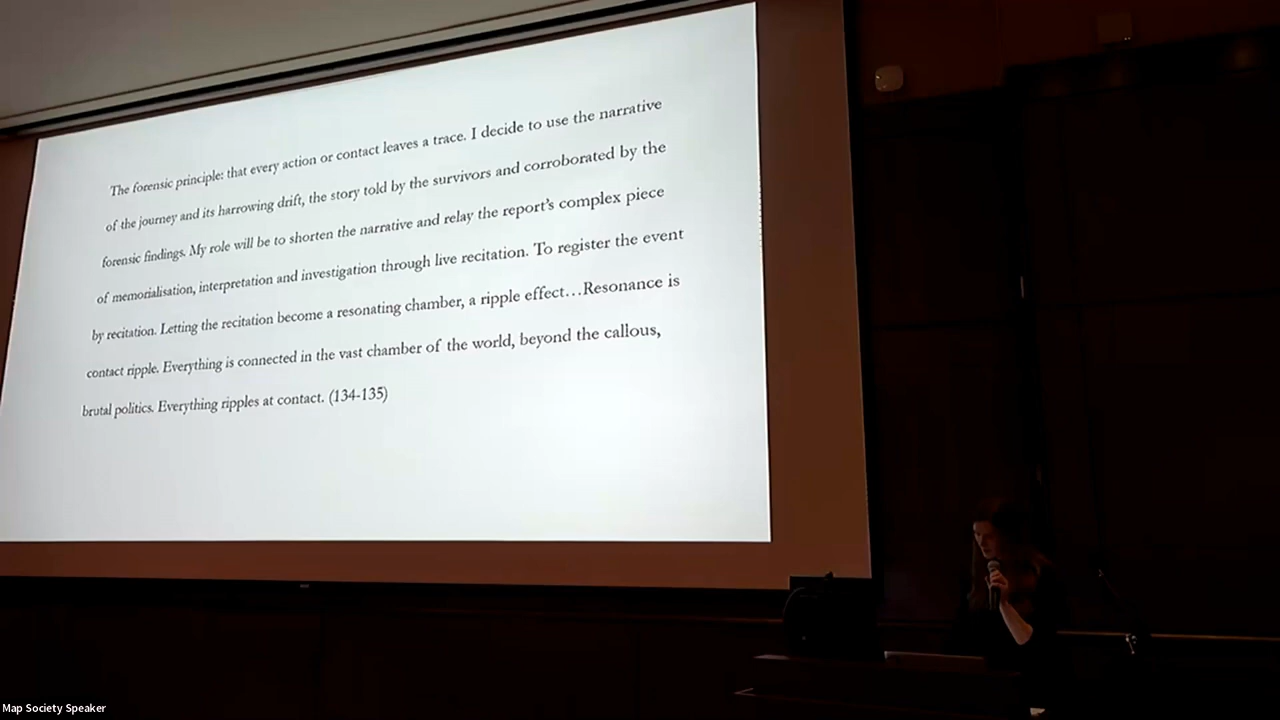 The forensic principle: that every action or contact leaves a trace. I decide to use the narrative
of the journey and its harrowing drift, the story told by the survivors and corroborated by the
forensic findings. My role will be to shorten the narrative and relay the report’s complex piece
of memorialisation, interpretation and investigation through live recitation. To register the event
by recitation. Letting the recitation become a resonating chamber, a ripple effect…Resonance is
contact ripple. Everything is connected in the vast chamber of the world, beyond the callous,
brutal politics. Everything ripples at contact. (134-135)
Map Society Speaker